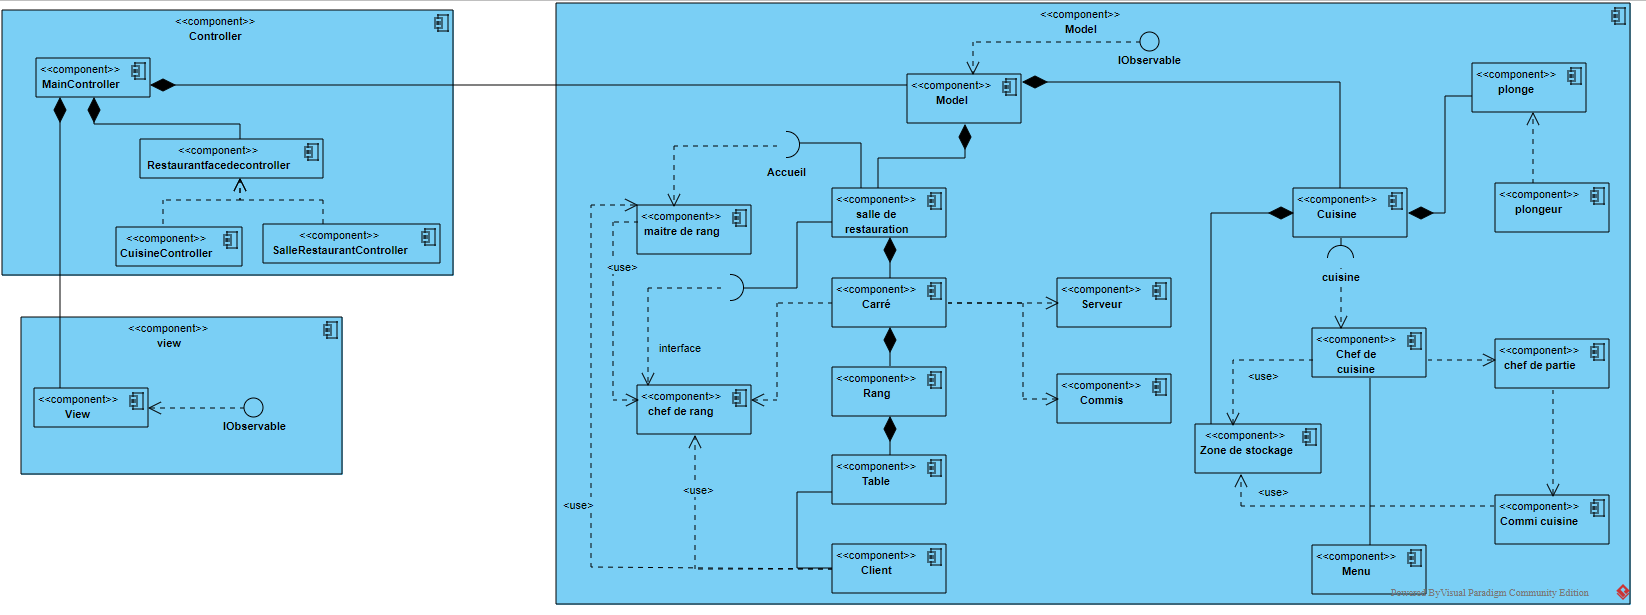 <<component>>
Controller
<<component>>
MainController
<<component>>
Restaurantfacedecontroller
<<component>>
CuisineController
<<component>>
SalleRestaurantController
<<component>>
view
<<component>>
View
IObservable
<<component>>
Model
IObservable
<<component>>
Model
<<component>>
plonge
<<component>>
plongeur
Accueil
<<component>>
maitre de rang
<<component>>
salle de
restauration
<<component>>
Cuisine
<use>
cuisine
<<component>>
Carré
<<component>>
Serveur
interface
<<component>>
Chef de
cuisine
<<component>>
chef de partie
<use>
<<component>>
chef de rang
<<component>>
Rang
<<component>>
Commis
<<component>>
Zone de stockage
<use>
<<component>>
Table
<use>
<use>
<<component>>
Commi cuisine
<<component>>
Client
<<component>>
Menu
Powered ByVisual Paradigm Community Edition